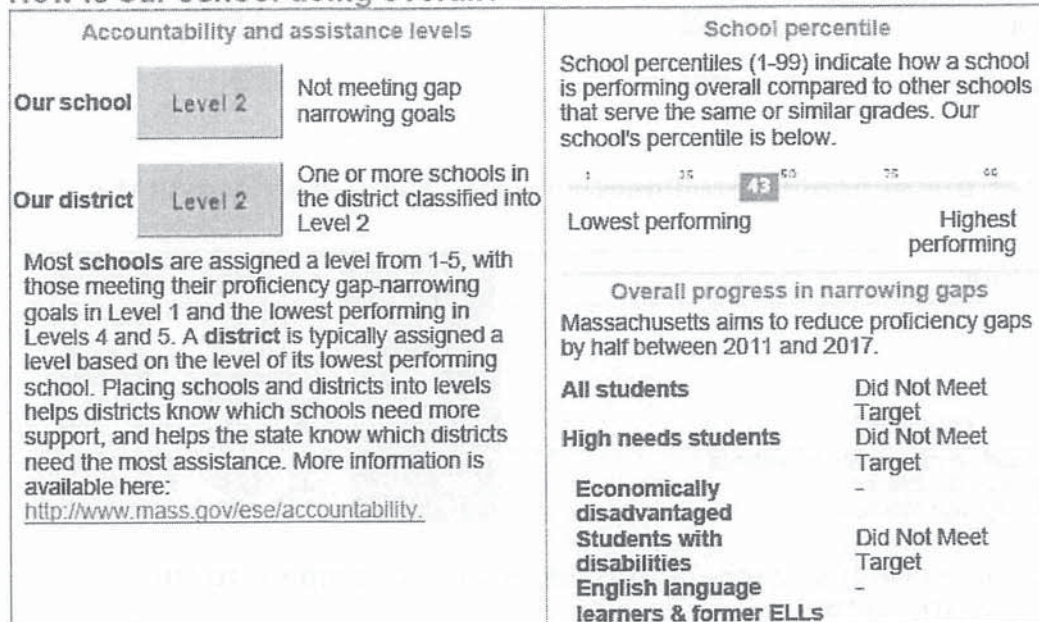 Accountability and assistance levels
Our school
Level 2
Not meeting gap
narrowing goals
Our district
Level 2
One or more schools in
the district classified into
Level 2
Most schools are assigned a level from 1-5, with
those meeting their proficiency gap-narrowing
goals in Level 1 and the lowest performing in
Levels 4 and 5. A district is typically assigned a
level based on the level of its lowest performing
school. Placing schools and districts into levels
helps districts know which schools need more
support, and helps the state know which districts
need the most assistance. More information is
available here:
http://www.mass.gov/ese/accountability.
School percentile
School percentiles (1-99) indicate how a school
is performing overall compared to other schools
that serve the same or similar grades. Our
school's percentile is below.
1 25 50 75 99
43
Lowest performing Highest
performing
Overall progress in narrowing gaps
Massachusetts aims to reduce proficiency gaps
by half between 2011 and 2017.
All students Did Not Meet
Target
High needs students Did Not Meet
Target
Economically -
disadvantaged
Students with Did Not Meet
disabilities Target
English language -
learners & former ELLs